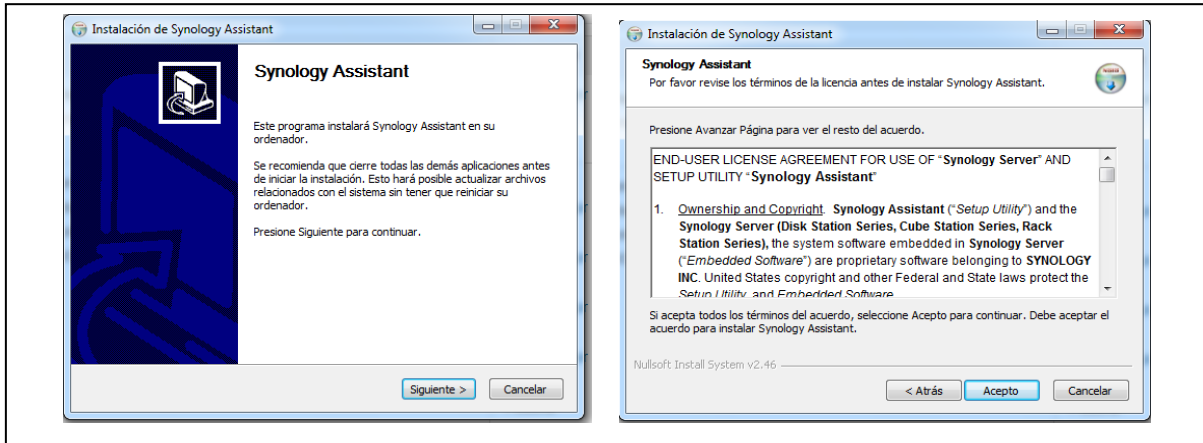 Instalación de Synology Assistant
Synology Assistant
Este programa instalará Synology Assistant en su
ordenador.
Se recomienda que cierre todas las demás aplicaciones antes
de iniciar la instalación. Esto hará posible actualizar archivos
relacionados con el sistema sin tener que reiniciar su
ordenador.
Presione Siguiente para continuar.
Siguiente >
Cancelar
Instalación de Synology Assistant
Synology Assistant
Por favor revise los términos de la licencia antes de instalar Synology Assistant.
Presione Avanzar Página para ver el resto del acuerdo.
END-USER LICENSE AGREEMENT FOR USE OF “Synology Server” AND
SETUP UTILITY “Synology Assistant”
1. Ownership and Copyright. Synology Assistant (“Setup Utility”) and the
Synology Server (Disk Station Series, Cube Station Series, Rack
Station Series), the system software embedded in Synology Server
(“Embedded Software”) are proprietary software belonging to SYNOLOGY
INC. United States copyright and other Federal and State laws protect the
Setup Utility, and Embedded Software.
Si acepta todos los términos del acuerdo, seleccione Acepto para continuar. Debe aceptar el
acuerdo para instalar Synology Assistant.
Nullsoft Install System v2.46
< Atrás
Acepto
Cancelar